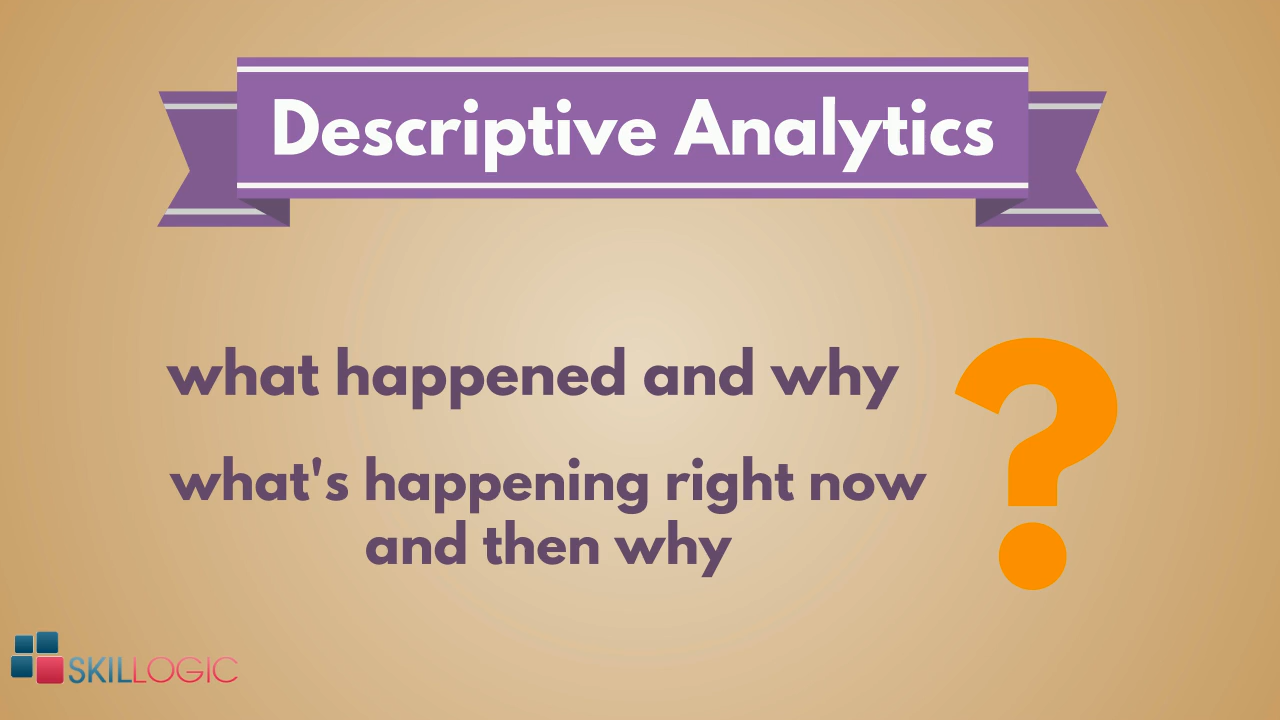 Descriptive Analytics
what happened and why
what's happening right now
and then why
?
SKILLOGIC